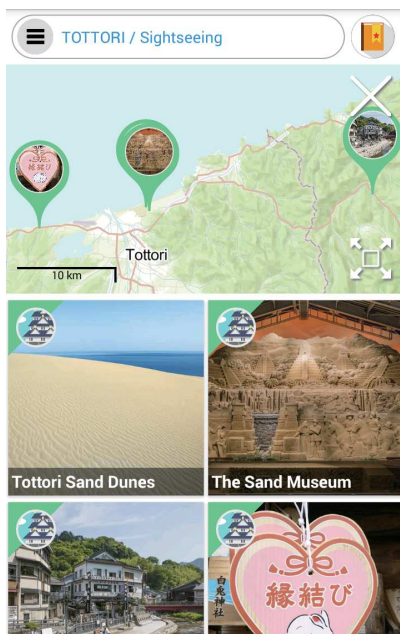 TOTTORI / Sightseeing
縁結び
Tottori
10 km
Tottori Sand Dunes
The Sand Museum
白兎神社
縁結び